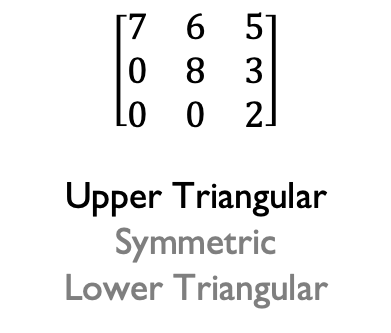 7 6 5
0 8 3
0 0 2
Upper Triangular
Symmetric
Lower Triangular